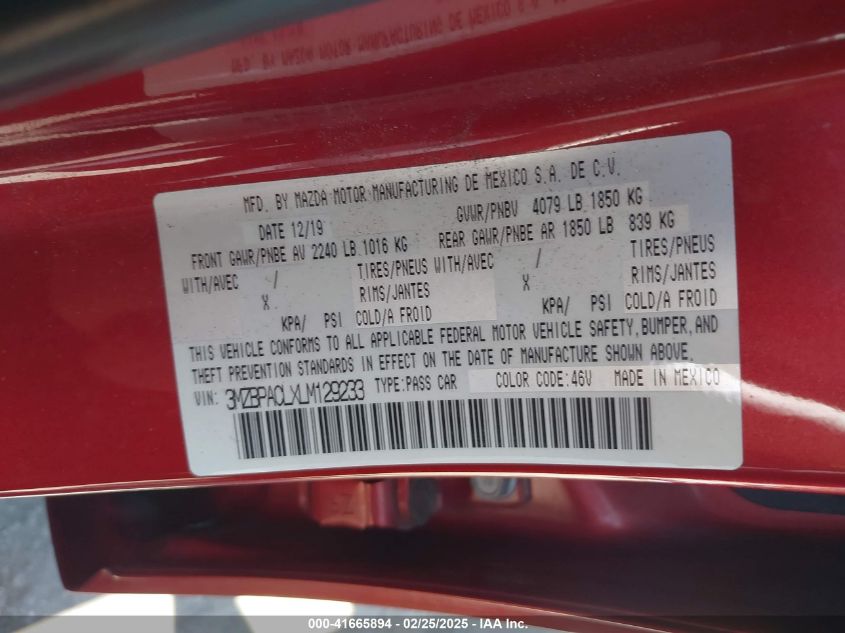 MFD. BY MAZDA MOTOR MANUFACTURING DE MEXICO S.A. DE C.V.
DATE 12/19 GVWR/PNBV 4079 LB 1850 KG
FRONT GAWR/PNBE AV 2240 LB 1016 KG REAR GAWR/PNBE AR 1850 LB 839 KG
WITH/AVEC / TIRES/PNEUS WITH/AVEC / TIRES/PNEUS
X RIMS/JANTES X RIMS/JANTES
KPA/ PSI COLD/A FROID KPA/ PSI COLD/A FROID
THIS VEHICLE CONFORMS TO ALL APPLICABLE FEDERAL MOTOR VEHICLE SAFETY, BUMPER, AND
THEFT PREVENTION STANDARDS IN EFFECT ON THE DATE OF MANUFACTURE SHOWN ABOVE.
VIN: 3MZBPACLXLM129233 TYPE:PASS CAR COLOR CODE:46V MADE IN MEXICO
000-41665894 / 02/25/2025 - IAA, Inc.